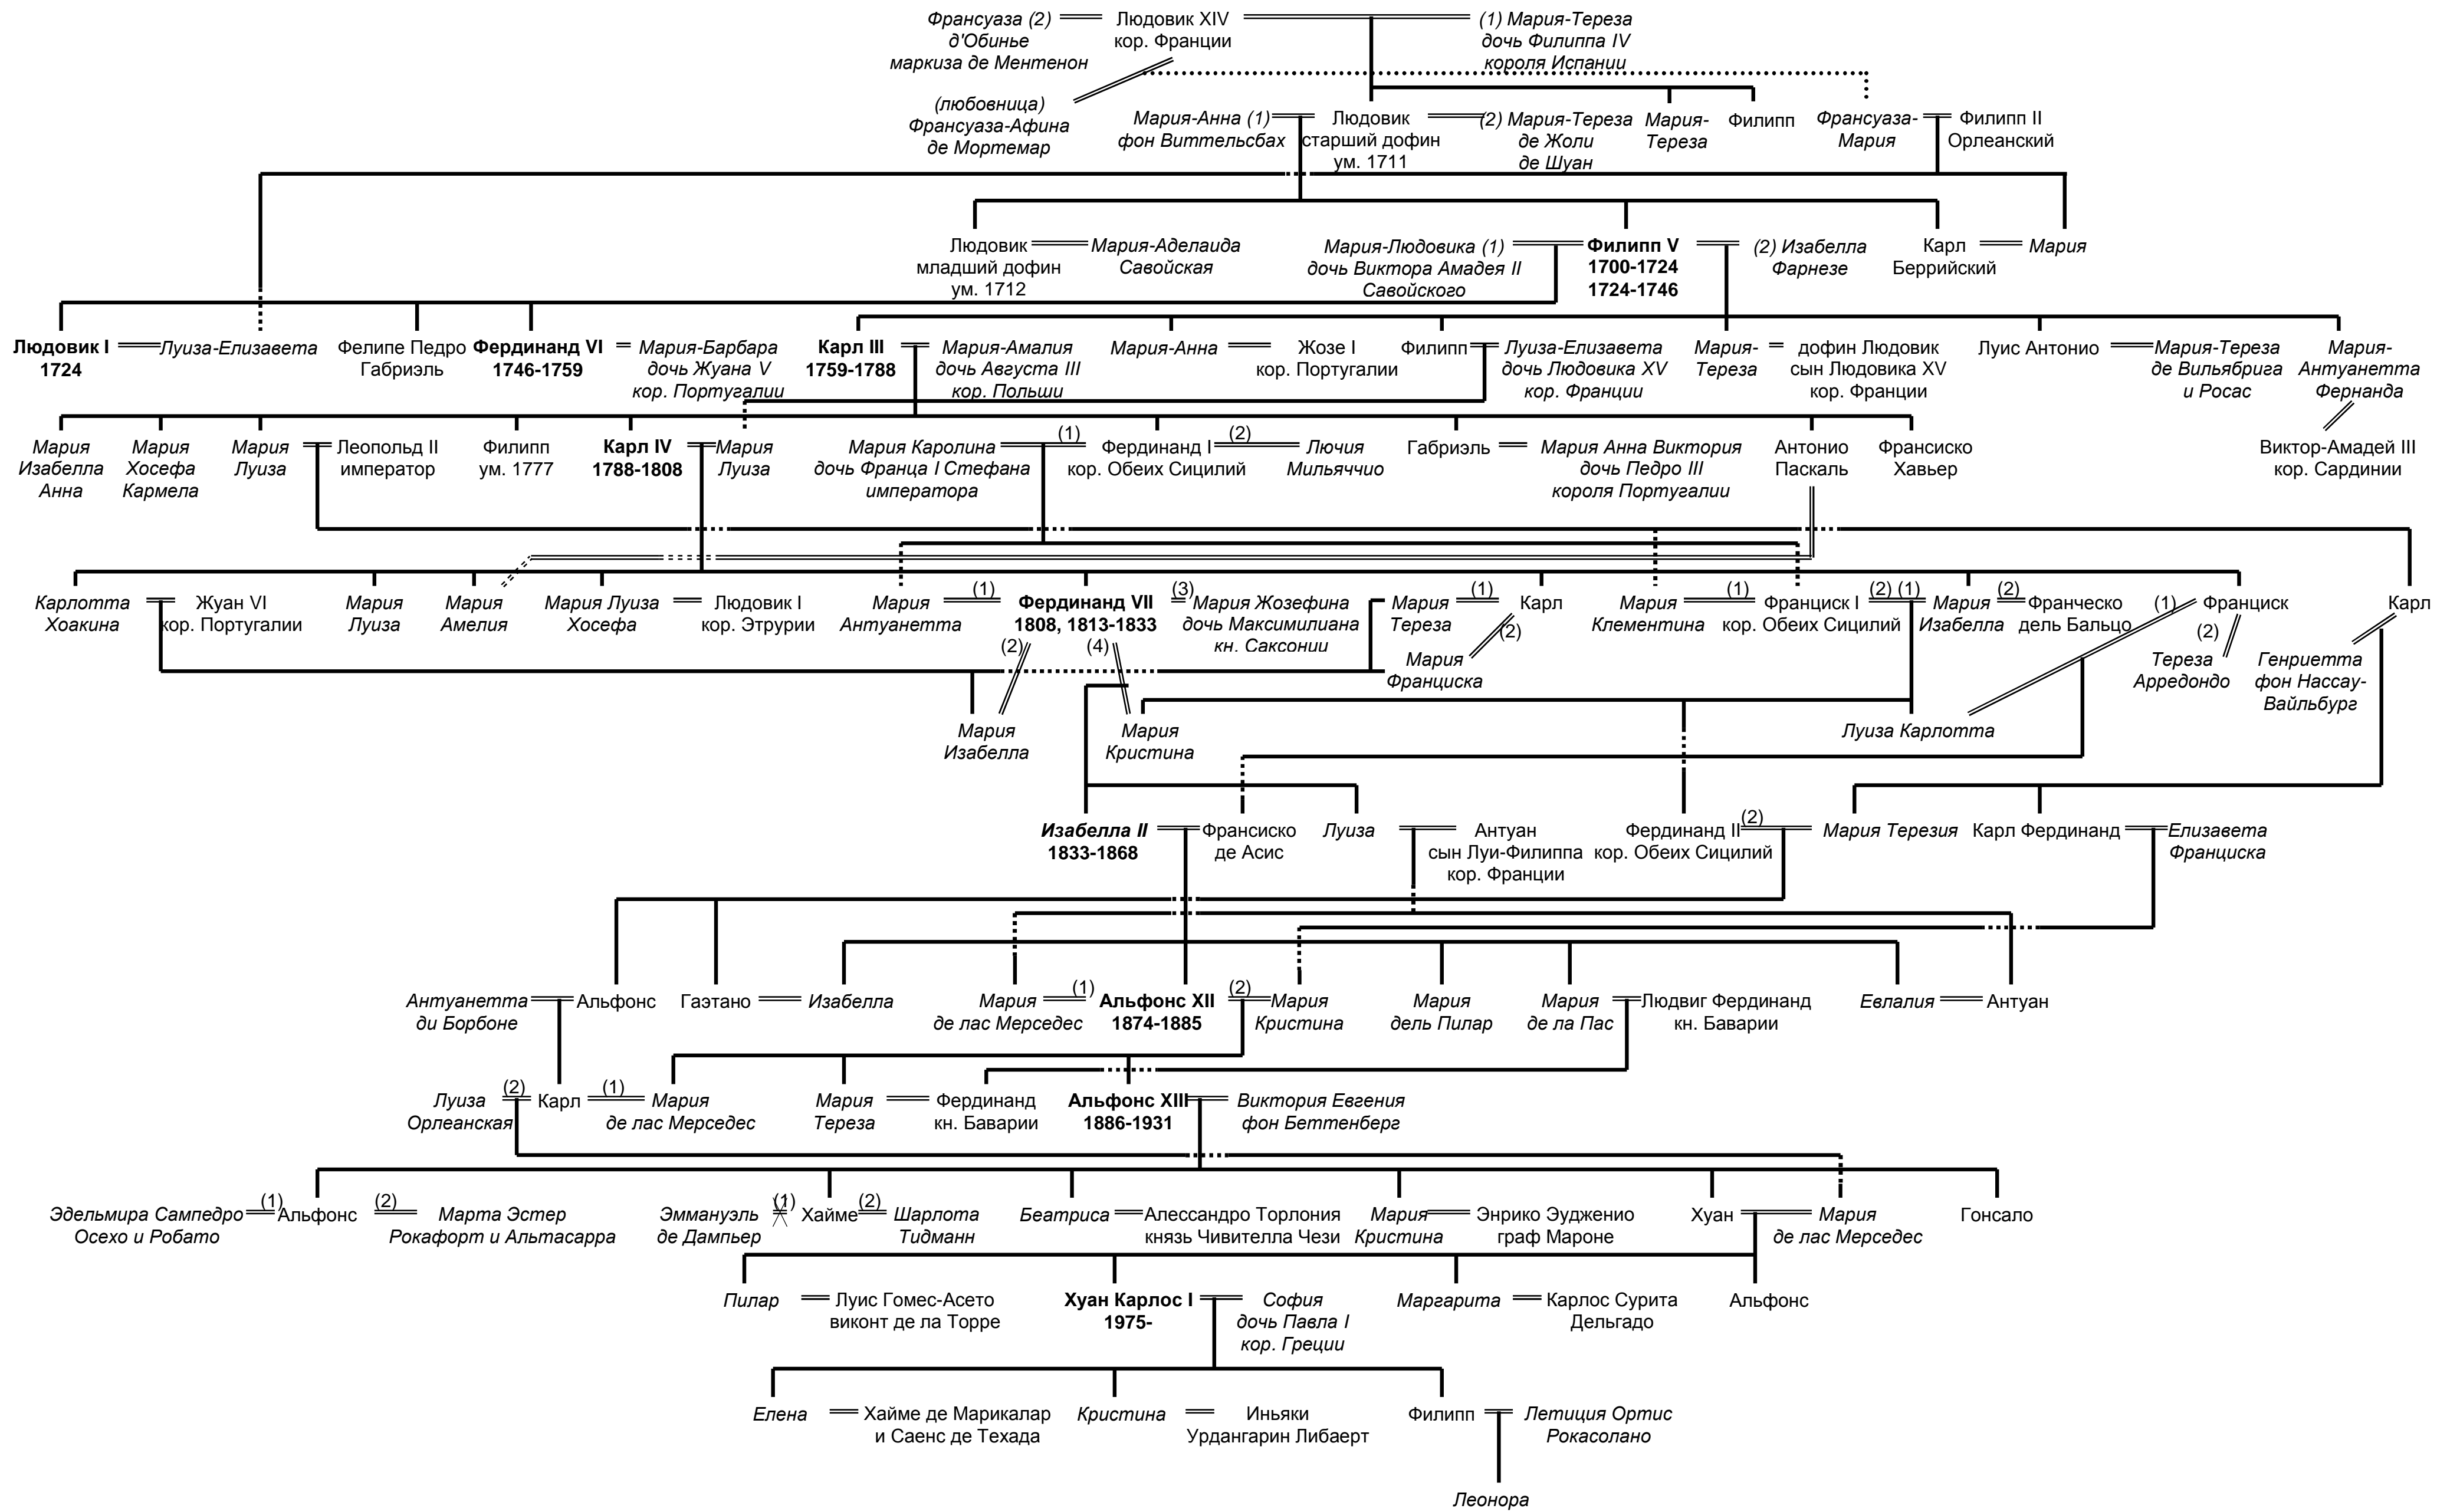 Франсуаза (2)
д'Обинье
маркиза де Ментенон
Людовик XIV
кор. Франции
(1) Мария-Тереза
дочь Филиппа IV
короля Испании
(любовница)
Франсуаза-Афина
де Мортемар
Мария-Анна (1)
фон Виттельсбах
Людовик
старший дофин
ум. 1711
(2) Мария-Тереза
де Жоли
де Шуан
Мария-
Тереза
Филипп
Франсуаза-
Мария
Филипп II
Орлеанский
Людовик
младший дофин
ум. 1712
Мария-Аделаида
Савойская
Мария-Людовика (1)
дочь Виктора Амадея II
Савойского
Филипп V
1700-1724
1724-1746
(2) Изабелла
Фарнезе
Карл
Беррийский
Мария
Людовик I
1724
Луиза-Елизавета
Фелипе Педро
Габриэль
Фердинанд VI
1746-1759
Мария-Барбара
дочь Жуана V
кор. Португалии
Карл III
1759-1788
Мария-Амалия
дочь Августа III
кор. Польши
Мария-Анна
Жозе I
кор. Португалии
Филипп
Луиза-Елизавета
дочь Людовика XV
кор. Франции
Мария-
Тереза
дофин Людовик
сын Людовика XV
кор. Франции
Луис Антонио
Мария-Тереза
де Вильябрига
и Росас
Мария-
Антуанетта
Фернанда
Мария
Изабелла
Анна
Мария
Хосефа
Кармела
Мария
Луиза
Леопольд II
император
Филипп
ум. 1777
Карл IV
1788-1808
Мария
Луиза
Мария Каролина
дочь Франца I Стефана
императора
(1)
Фердинанд I
кор. Обеих Сицилий
(2)
Лючия
Мильяччио
Габриэль
Мария Анна Виктория
дочь Педро III
короля Португалии
Антонио
Паскаль
Франсиско
Хавьер
Виктор-Амадей III
кор. Сардинии
Карлотта
Хоакина
Жуан VI
кор. Португалии
Мария
Луиза
Мария
Амелия
Мария Луиза
Хосефа
Людовик I
кор. Этрурии
Мария
Антуанетта
(1)
Фердинанд VII
1808, 1813-1833
(3)
Мария Жозефина
дочь Максимилиана
кн. Саксонии
Мария
Тереза
(1)
Карл
(2)
Мария
Клементина
(1)
Франциск I
кор. Обеих Сицилий
(2) (1)
Мария
Изабелла
(2)
Франческо
дель Бальцо
(1)
Франциск
(2)
Карл
(2)
(4)
Мария
Франциска
Тереза
Арредондо
Генриетта
фон Нассау-
Вайльбург
Мария
Изабелла
Мария
Кристина
Луиза Карлотта
Изабелла II
1833-1868
Франсиско
де Асис
Луиза
Антуан
сын Луи-Филиппа
кор. Франции
Фердинанд II
кор. Обеих Сицилий
(2)
Мария Терезия
Карл Фердинанд
Елизавета
Франциска
Антуанетта
ди Борбоне
Альфонс
Гаэтано
Изабелла
Мария
де лас Мерседес
(1)
Альфонс XII
1874-1885
(2)
Мария
Кристина
Мария
дель Пилар
Мария
де ла Пас
Людвиг Фердинанд
кн. Баварии
Евлалия
Антуан
Луиза
Орлеанская
(2)
Карл
(1)
Мария
де лас Мерседес
Мария
Тереза
Фердинанд
кн. Баварии
Альфонс XIII
1886-1931
Виктория Евгения
фон Беттенберг
Эдельмира Сампедро
Осехо и Робато
(1)
Альфонс
(2)
Марта Эстер
Рокафорт и Альтасарра
Эммануэль
де Дампьер
(1)
Хайме
(2)
Шарлота
Тидманн
Беатриса
Алессандро Торлония
князь Чивителла Чези
Мария
Кристина
Энрико Эудженио
граф Мароне
Хуан
Мария
де лас Мерседес
Гонсало
Пилар
Луис Гомес-Асето
виконт де ла Торре
Хуан Карлос I
1975-
София
дочь Павла I
кор. Греции
Маргарита
Карлос Сурита
Дельгадо
Альфонс
Елена
Хайме де Марикалар
и Саенс де Техада
Кристина
Иньяки
Урдангарин Либаерт
Филипп
Летиция Ортис
Рокасолано
Леонора